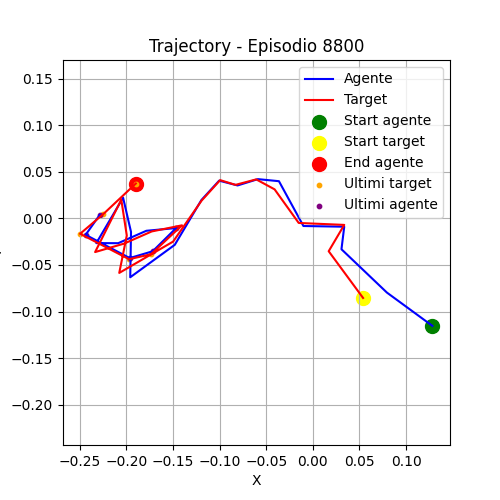 Trajectory - Episodio 8800
Agente
Target
Start agente
Start target
End agente
Ultimi target
Ultimi agente
0.15
0.10
0.05
0.00
−0.05
−0.10
−0.15
−0.20
−0.25 −0.20 −0.15 −0.10 −0.05 0.00 0.05 0.10
X